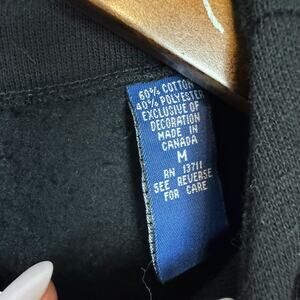 60% COTTON
40% POLYESTER
EXCLUSIVE OF
DECORATION
MADE IN
CANADA
M
RN 13711
SEE REVERSE
FOR CARE